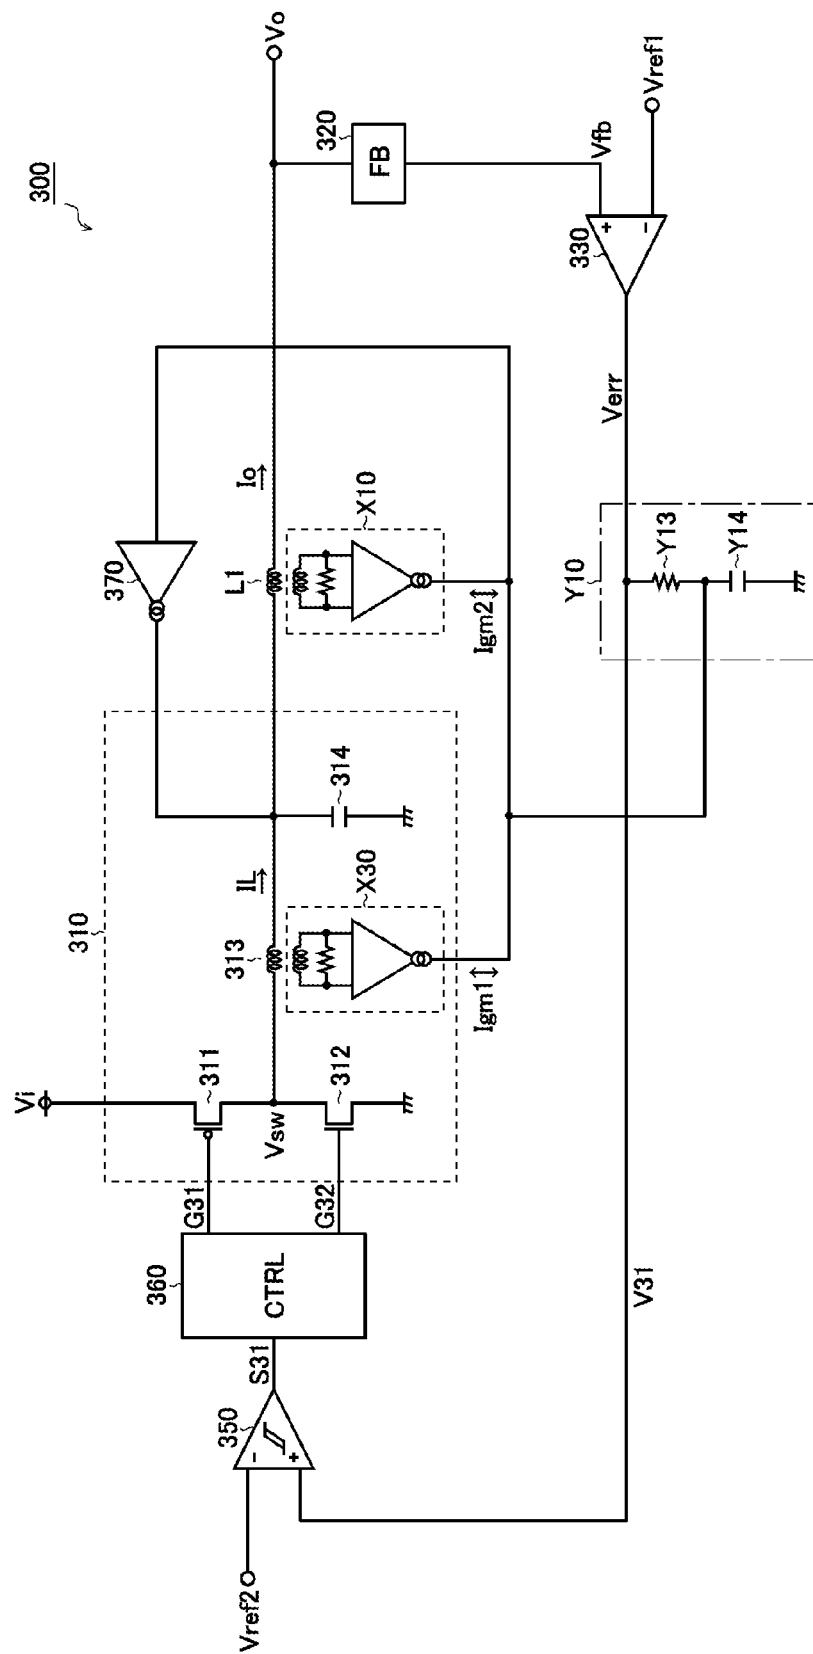 300
Vi
310
360
CTRL
350
S31
-
+
Vref2
G31
G32
311
312
Vsw
313
IL
X30
Igm1
314
370
L1
Io
X10
Igm2
Vo
320
FB
Vfb
Vref1
330
+
-
Verr
Y10
Y13
Y14
V31